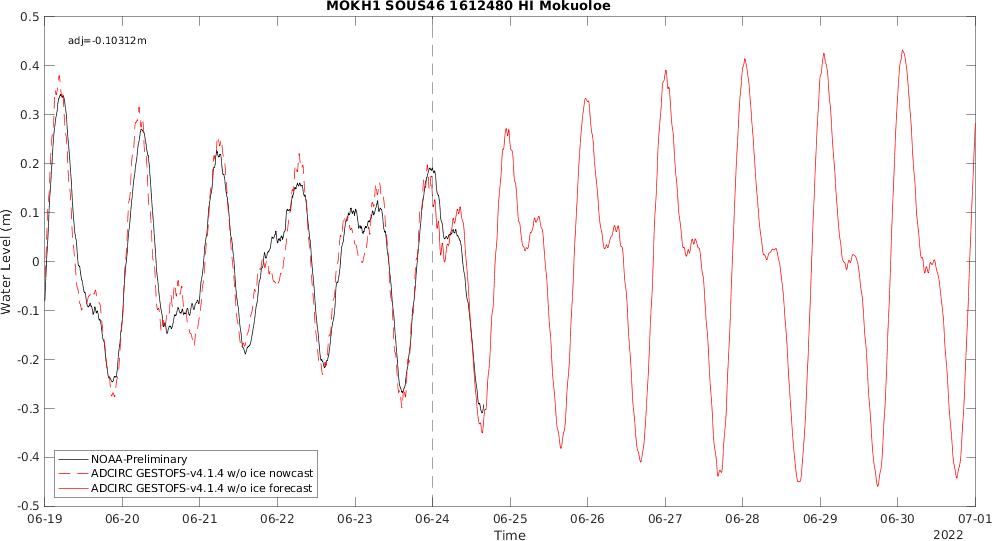 MOKH1 SOUS46 1612480 HI Mokuoloe
adj=-0.10312m
0.5
0.4
0.3
0.2
0.1
0
-0.1
-0.2
-0.3
-0.4
-0.5
Water Level (m)
NOAA-Preliminary
ADCIRC GESTOFS-v4.1.4 w/o ice nowcast
ADCIRC GESTOFS-v4.1.4 w/o ice forecast
06-19 06-20 06-21 06-22 06-23 06-24 06-25 06-26 06-27 06-28 06-29 06-30 07-01
Time
2022